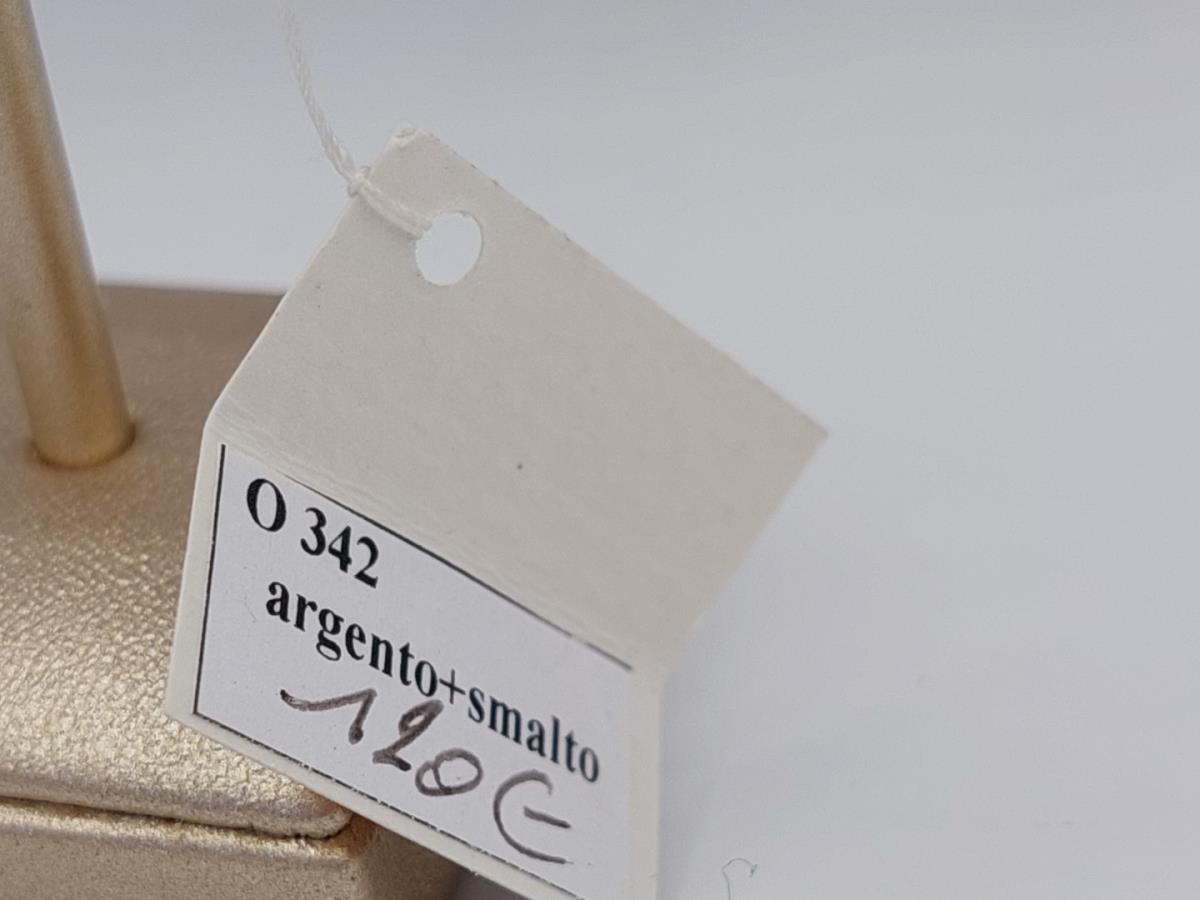 O 342
argento+smalto
120 €